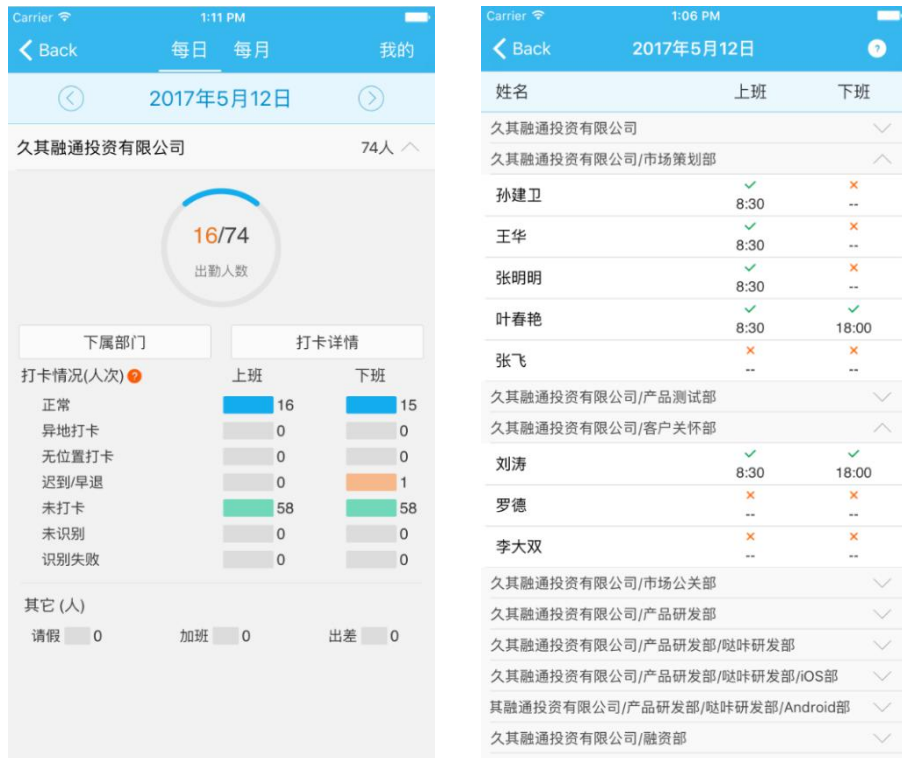 Carrier 1:11 PM
Back 每日 每月 我的
2017年5月12日
久其融通投资有限公司 74人
16/74
出勤人数
下属部门 打卡详情
打卡情况(人次) ? 上班 下班
正常 16 15
异地打卡 0 0
无位置打卡 0 0
迟到/早退 0 1
未打卡 58 58
未识别 0 0
识别失败 0 0
其它 (人)
请假 0 加班 0 出差 0
Carrier 1:06 PM
Back 2017年5月12日 ?
姓名 上班 下班
久其融通投资有限公司
久其融通投资有限公司/市场策划部
孙建卫 8:30 --
王华 8:30 --
张明明 8:30 --
叶春艳 8:30 18:00
张飞 -- --
久其融通投资有限公司/产品测试部
久其融通投资有限公司/客户关怀部
刘涛 8:30 18:00
罗德 -- --
李大双 -- --
久其融通投资有限公司/市场公关部
久其融通投资有限公司/产品研发部
久其融通投资有限公司/产品研发部/哒咔研发部
久其融通投资有限公司/产品研发部/哒咔研发部/iOS部
其融通投资有限公司/产品研发部/哒咔研发部/Android部
久其融通投资有限公司/融资部